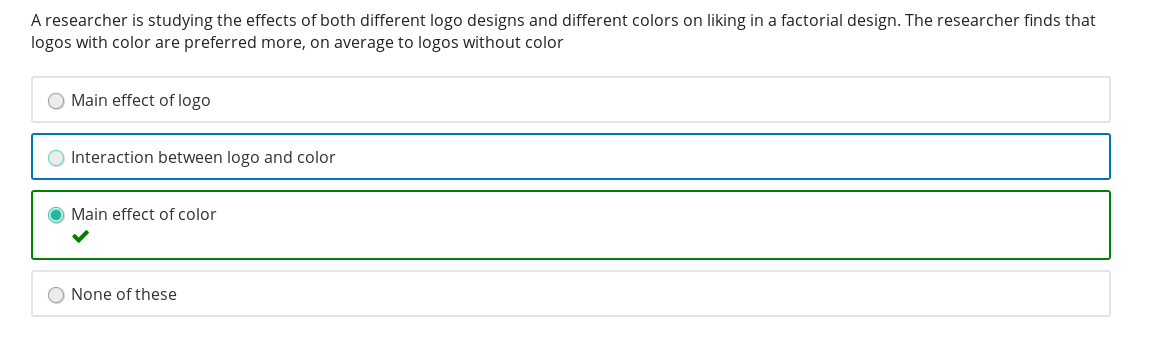 A researcher is studying the effects of both different logo designs and different colors on liking in a factorial design. The researcher finds that
logos with color are preferred more, on average to logos without color
Main effect of logo
Interaction between logo and color
Main effect of color
None of these